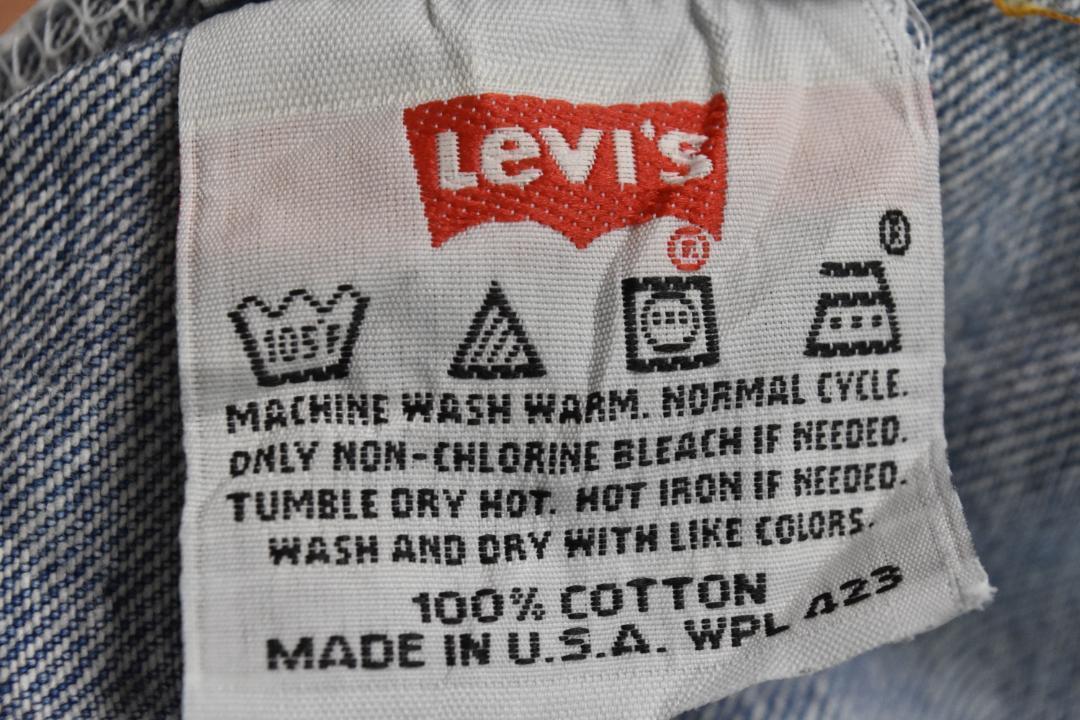 Levi's
®
®
105°F
MACHINE WASH WARM. NORMAL CYCLE.
ONLY NON-CHLORINE BLEACH IF NEEDED.
TUMBLE DRY HOT. HOT IRON IF NEEDED.
WASH AND DRY WITH LIKE COLORS.
100% COTTON
MADE IN U.S.A. WPL 423